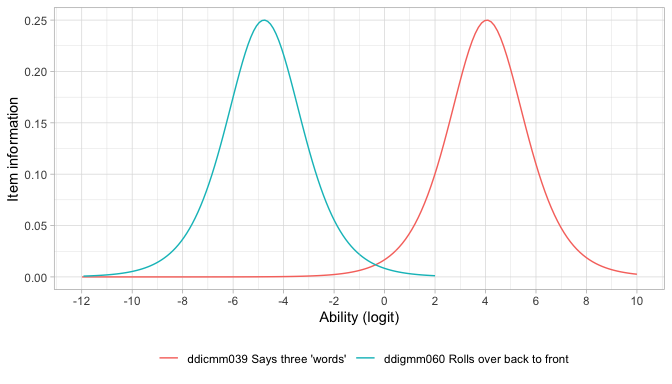 0.25
0.20
0.15
0.10
0.05
0.00
Item information
-12 -10 -8 -6 -4 -2 0 2 4 6 8 10
Ability (logit)
ddicmm039 Says three 'words' ddigmm060 Rolls over back to front